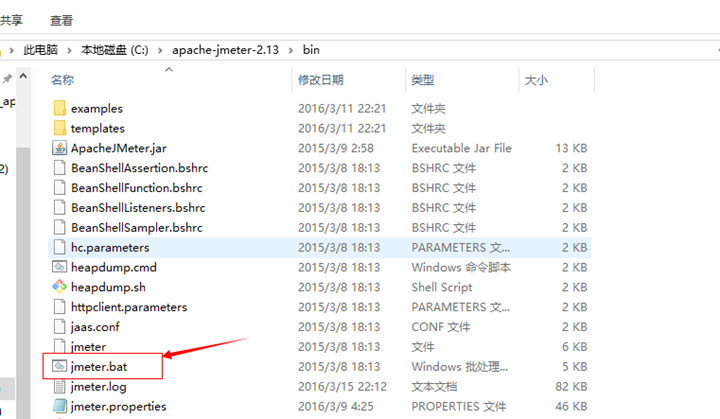 共享 查看
此电脑 本地磁盘 (C:) apache-jmeter-2.13 bin
名称 修改日期 类型 大小
examples 2016/3/11 22:21 文件夹
_ap templates 2016/3/11 22:21 文件夹
ApacheJMeter.jar 2015/3/9 2:58 Executable Jar File 13 KB
2) BeanShellAssertion.bshrc 2015/3/8 18:13 BSHRC 文件 2 KB
BeanShellFunction.bshrc 2015/3/8 18:13 BSHRC 文件 2 KB
BeanShellListeners.bshrc 2015/3/8 18:13 BSHRC 文件 2 KB
BeanShellSampler.bshrc 2015/3/8 18:13 BSHRC 文件 2 KB
hc.parameters 2015/3/8 18:13 PARAMETERS 文... 2 KB
heapdump.cmd 2015/3/8 18:13 Windows 命令脚本 2 KB
heapdump.sh 2015/3/8 18:13 Shell Script 2 KB
httpclient.parameters 2015/3/8 18:13 PARAMETERS 文... 2 KB
jaas.conf 2015/3/8 18:13 CONF 文件 2 KB
jmeter 2015/3/8 18:13 文件 6 KB
jmeter.bat 2015/3/8 18:13 Windows 批处理... 5 KB
jmeter.log 2016/3/15 22:12 文本文档 82 KB
jmeter.properties 2015/3/9 4:25 PROPERTIES 文件 46 KB